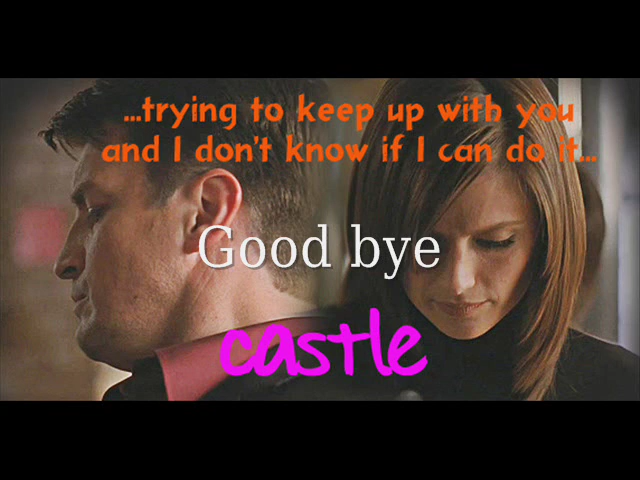 ...trying to keep up with you
and I don't know if I can do it...
Good bye
castle